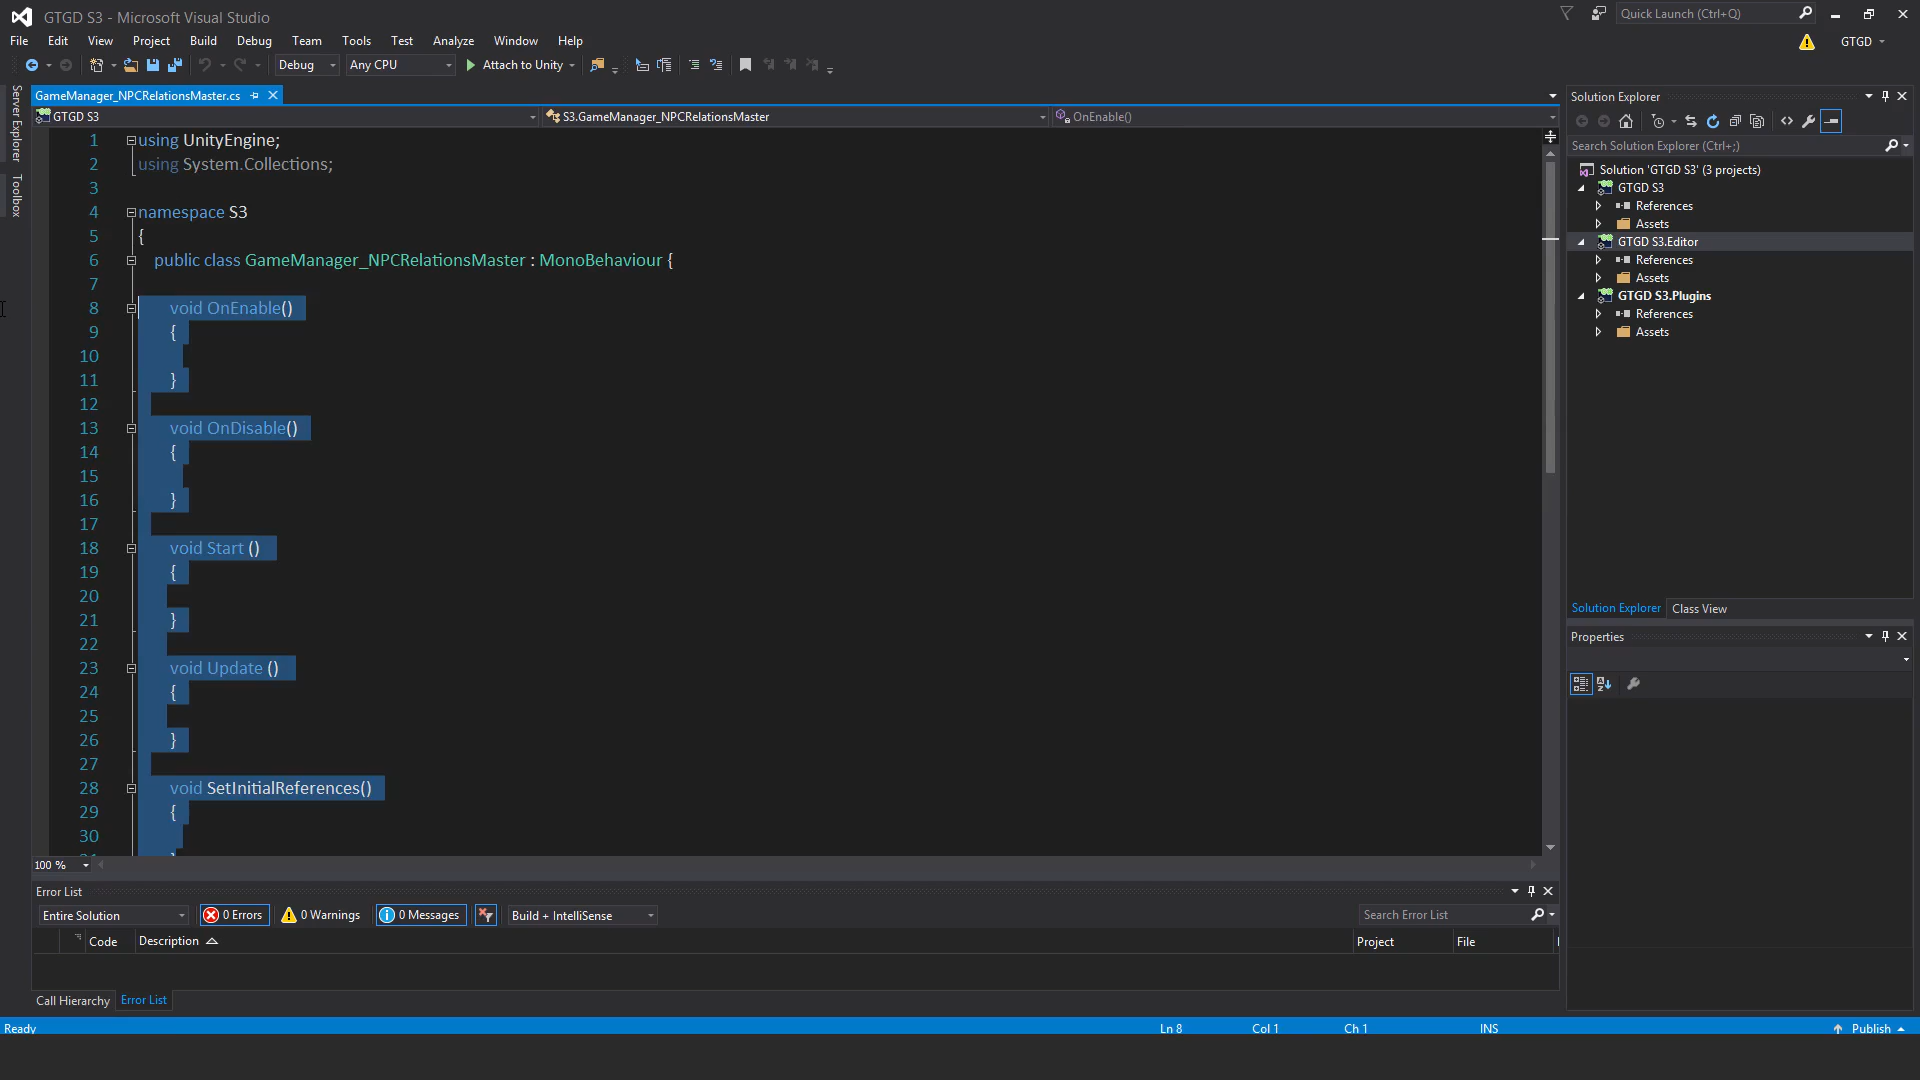 GTGD S3 - Microsoft Visual Studio
Quick Launch (Ctrl+Q)
File Edit View Project Build Debug Team Tools Test Analyze Window Help
GTGD
Debug Any CPU Attach to Unity
Server Explorer
Toolbox
GameManager_NPCRelationsMaster.cs
GTGD S3 S3.GameManager_NPCRelationsMaster OnEnable()
1 using UnityEngine;
2 using System.Collections;
3
4 namespace S3
5 {
6 public class GameManager_NPCRelationsMaster : MonoBehaviour {
7
8 void OnEnable()
9 {
10
11 }
12
13 void OnDisable()
14 {
15
16 }
17
18 void Start ()
19 {
20
21 }
22
23 void Update ()
24 {
25
26 }
27
28 void SetInitialReferences()
29 {
30
100 %
Solution Explorer
Search Solution Explorer (Ctrl+;)
Solution 'GTGD S3' (3 projects)
GTGD S3
References
Assets
GTGD S3.Editor
References
Assets
GTGD S3.Plugins
References
Assets
Solution Explorer Class View
Properties
Error List
Entire Solution 0 Errors 0 Warnings 0 Messages Build + IntelliSense Search Error List
Code Description Project File
Call Hierarchy Error List
Ready Ln 8 Col 1 Ch 1 INS Publish